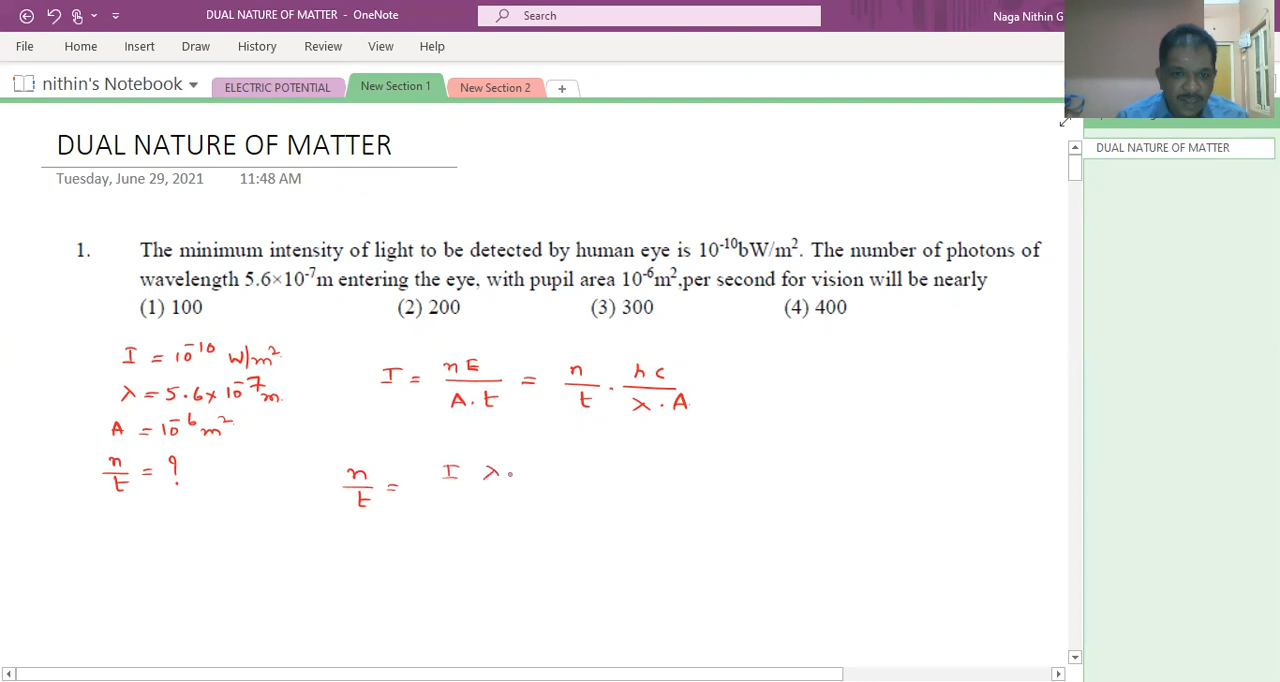 DUAL NATURE OF MATTER - OneNote
Search
Naga Nithin G
File Home Insert Draw History Review View Help
nithin's Notebook ELECTRIC POTENTIAL New Section 1 New Section 2
DUAL NATURE OF MATTER
DUAL NATURE OF MATTER
Tuesday, June 29, 2021 11:48 AM
1. The minimum intensity of light to be detected by human eye is 10⁻¹⁰bW/m². The number of photons of
wavelength 5.6×10⁻⁷m entering the eye, with pupil area 10⁻⁶m²,per second for vision will be nearly
(1) 100 (2) 200 (3) 300 (4) 400
I = 10⁻¹⁰ W/m²
λ = 5.6 x 10⁻⁷ m
A = 10⁻⁶ m²
n/t = ?
I = nE / A.t = n/t . hc / λ.A
n/t = I λ.